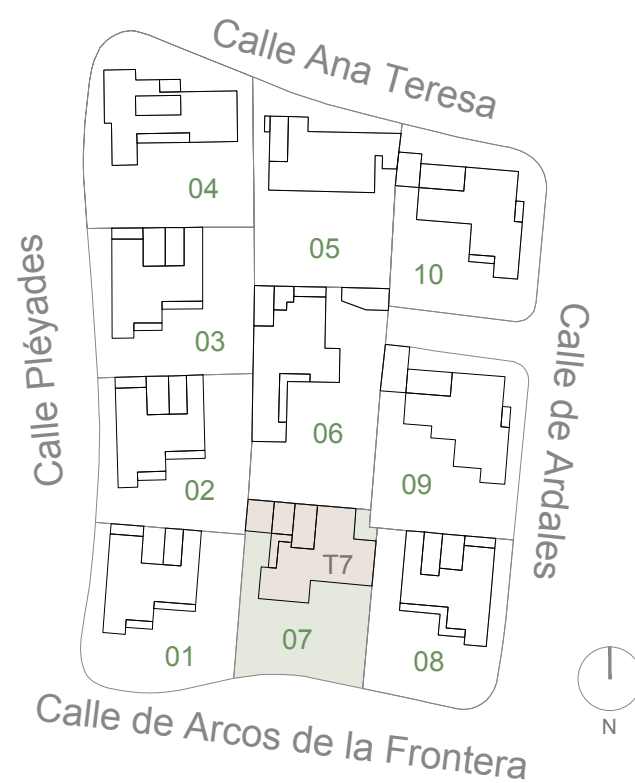 Calle Ana Teresa
04
05
10
Calle Pléyades
03
Calle de Ardales
06
02
09
T7
07
01
08
Calle de Arcos de la Frontera
N